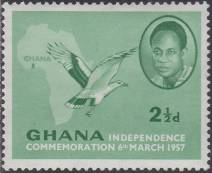 GHANA
2½d
GHANA INDEPENDENCE
COMMEMORATION 6TH MARCH 1957